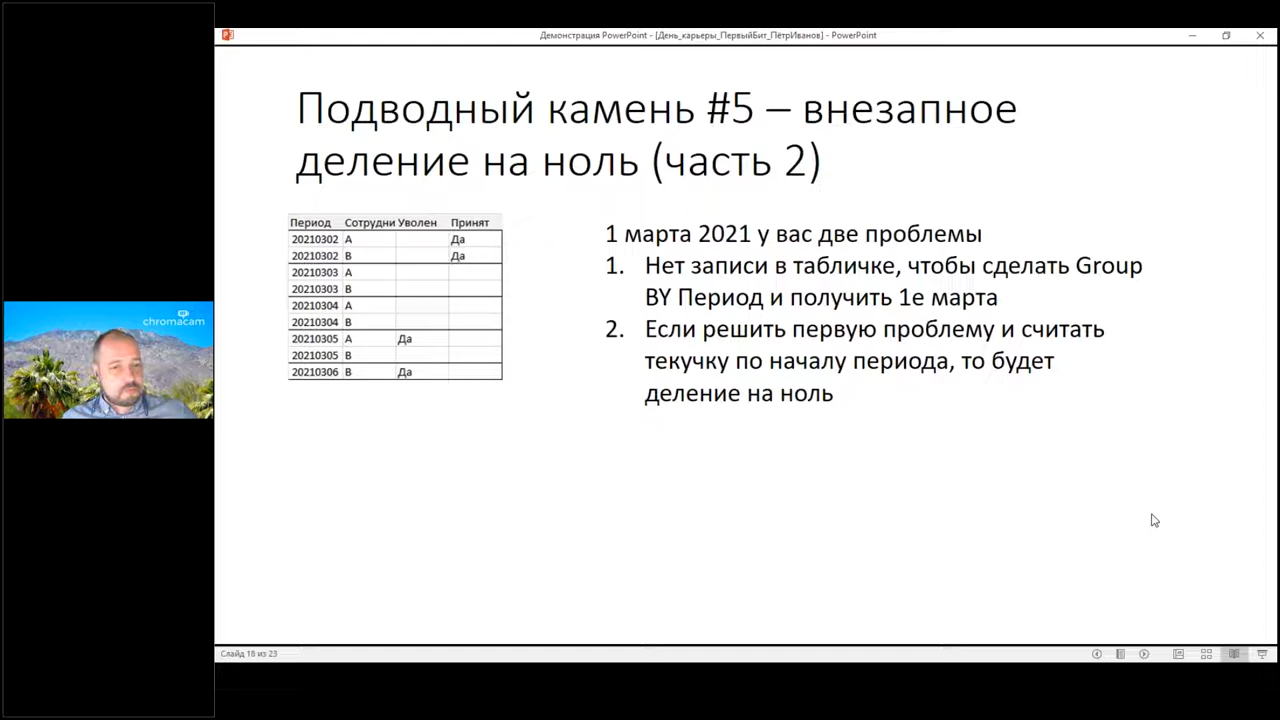 Демонстрация PowerPoint - [День_карьеры_ПервыйБит_ПётрИванов] - PowerPoint
Подводный камень #5 – внезапное
деление на ноль (часть 2)
Период Сотрудни Уволен Принят
20210302 A Да
20210302 B Да
20210303 A
20210303 B
20210304 A
20210304 B
20210305 A Да
20210305 B
20210306 B Да
1 марта 2021 у вас две проблемы
1. Нет записи в табличке, чтобы сделать Group
BY Период и получить 1е марта
2. Если решить первую проблему и считать
текучку по началу периода, то будет
деление на ноль
chromacam
Слайд 18 из 23